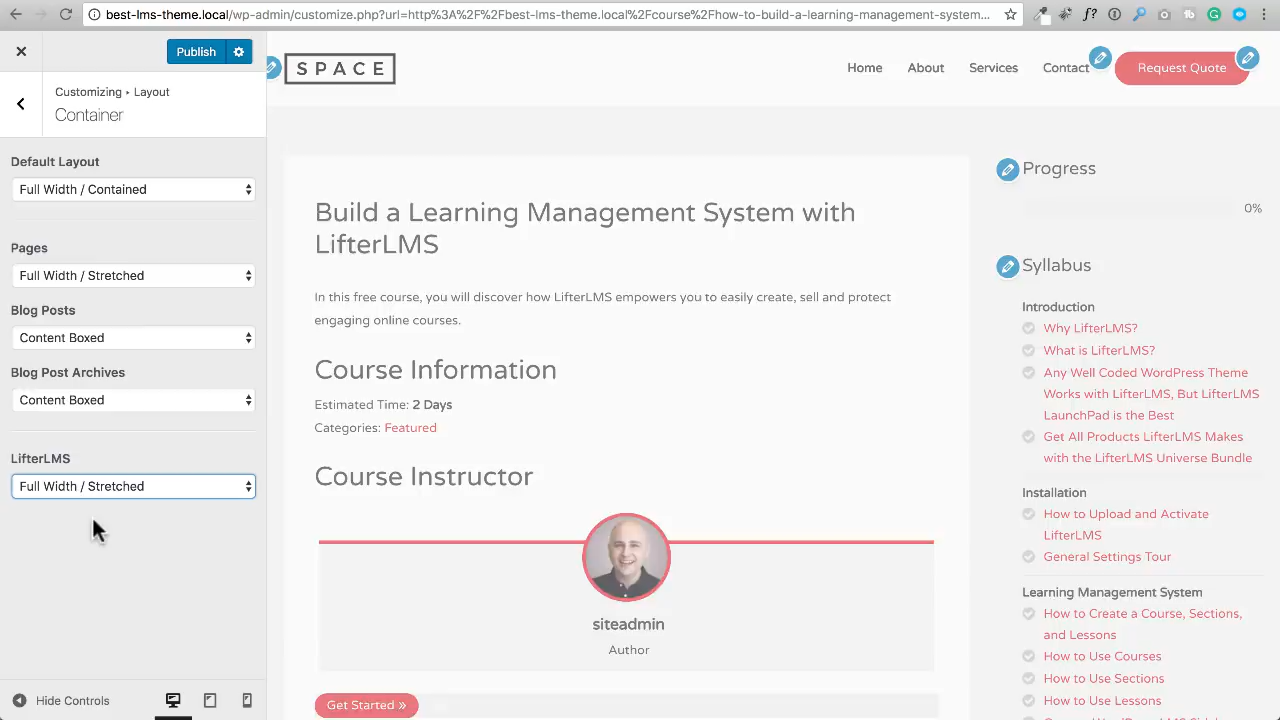 best-lms-theme.local/wp-admin/customize.php?url=http%3A%2F%2Fbest-lms-theme.local%2Fcourse%2Fhow-to-build-a-learning-management-system...
Publish
Customizing ▸ Layout
Container
Default Layout
Full Width / Contained
Pages
Full Width / Stretched
Blog Posts
Content Boxed
Blog Post Archives
Content Boxed
LifterLMS
Full Width / Stretched
Hide Controls
SPACE
Home About Services Contact Request Quote
Build a Learning Management System with
LifterLMS
In this free course, you will discover how LifterLMS empowers you to easily create, sell and protect
engaging online courses.
Course Information
Estimated Time: 2 Days
Categories: Featured
Course Instructor
siteadmin
Author
Get Started »
Progress
0%
Syllabus
Introduction
Why LifterLMS?
What is LifterLMS?
Any Well Coded WordPress Theme
Works with LifterLMS, But LifterLMS
LaunchPad is the Best
Get All Products LifterLMS Makes
with the LifterLMS Universe Bundle
Installation
How to Upload and Activate
LifterLMS
General Settings Tour
Learning Management System
How to Create a Course, Sections,
and Lessons
How to Use Courses
How to Use Sections
How to Use Lessons